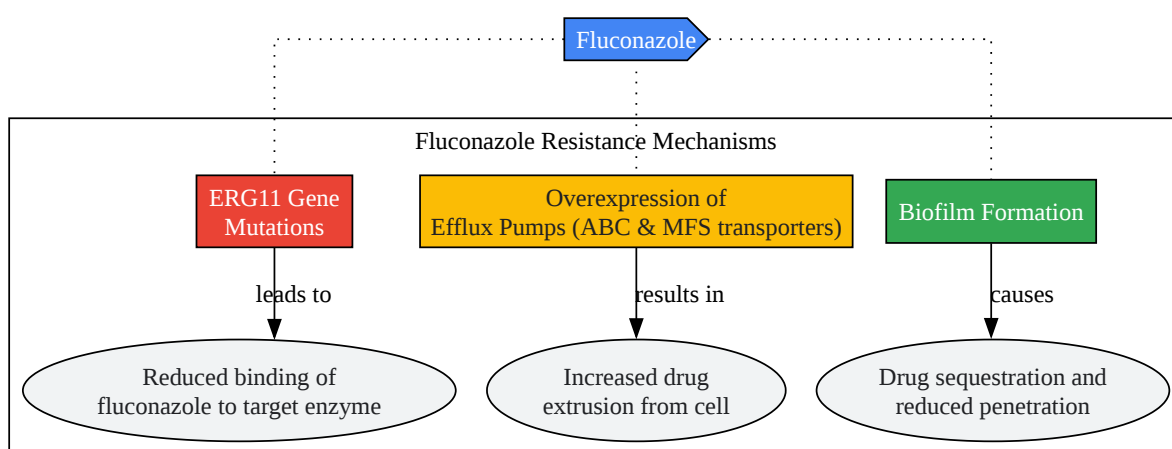 Fluconazole
Fluconazole Resistance Mechanisms
ERG11 Gene
Mutations
Overexpression of
Efflux Pumps (ABC & MFS transporters)
Biofilm Formation
leads to
results in
causes
Reduced binding of
fluconazole to target enzyme
Increased drug
extrusion from cell
Drug sequestration and
reduced penetration